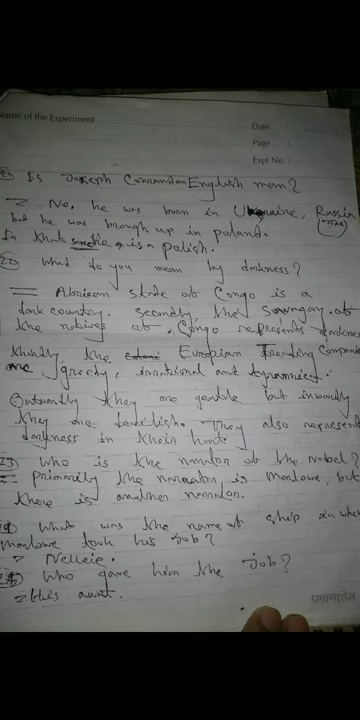 Name of the Experiment
Date :
Page :
Expt No. :
Is Joseph Conrad an English man?
No, he was born in Ukraine, Russia
but he was brough up in poland.
In that he is a polish.
What do you mean by darkness?
= African state of Congo is a
dark country. Secondly, the savagery of
the natives of Congo represents darkness
thirdly, the European Trading Companie
are greedy, irrational and tyrannical.
Outwardly they are gentle but inwardly
they are devilish. They also represent
darkness in their heart
23) Who is the narrator of the Nobel?
= primarily the narrator is Marlowe, but
there is another narrator.
What was the name of ship in whe
Marlowe took his job?
Nelleie.
Who gave him the job?
His aunt.